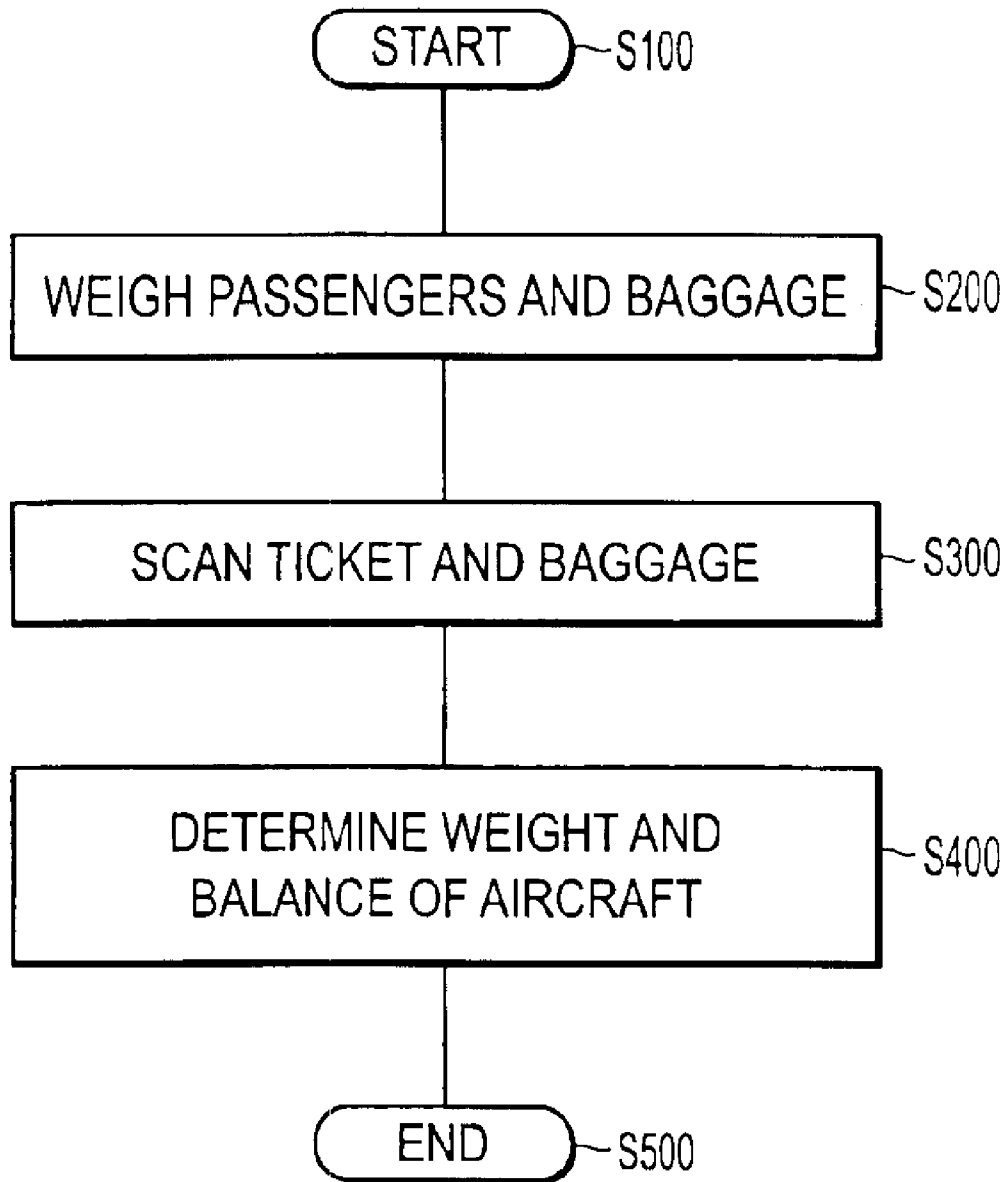 START
S100
WEIGH PASSENGERS AND BAGGAGE
S200
SCAN TICKET AND BAGGAGE
S300
DETERMINE WEIGHT AND
BALANCE OF AIRCRAFT
S400
END
S500